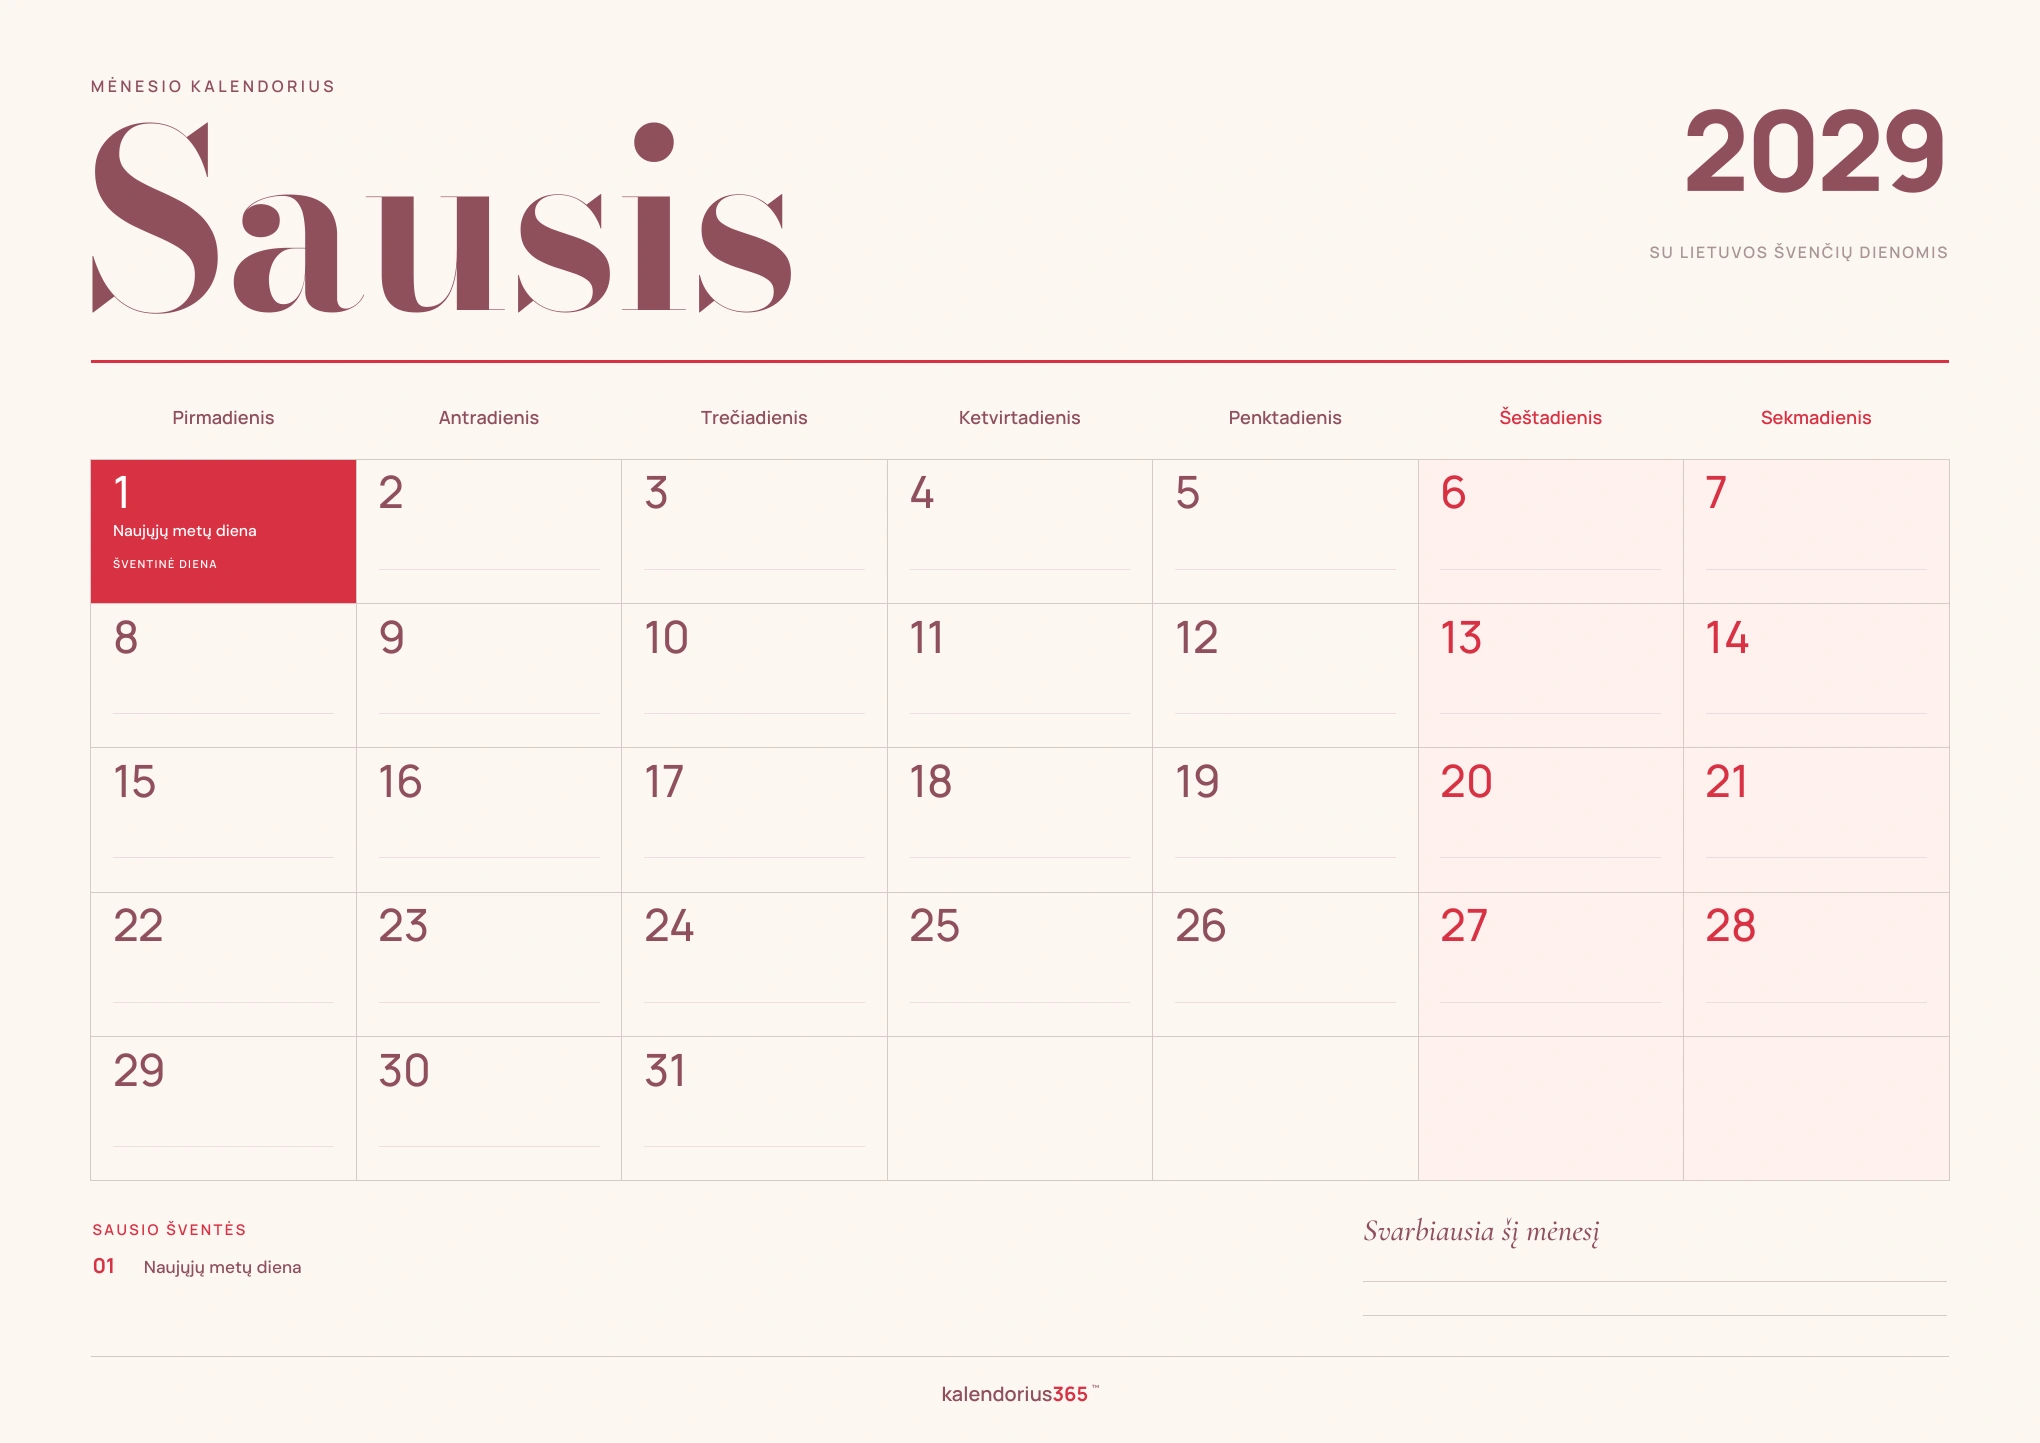 MĖNESIO KALENDORIUS
Sausis
2029
SU LIETUVOS ŠVENČIŲ DIENOMIS
Pirmadienis Antradienis Trečiadienis Ketvirtadienis Penktadienis Šeštadienis Sekmadienis
1 2 3 4 5 6 7
Naujųjų metų diena
ŠVENTINĖ DIENA
8 9 10 11 12 13 14
15 16 17 18 19 20 21
22 23 24 25 26 27 28
29 30 31
SAUSIO ŠVENTĖS
01 Naujųjų metų diena
Svarbiausia šį mėnesį
kalendorius365™